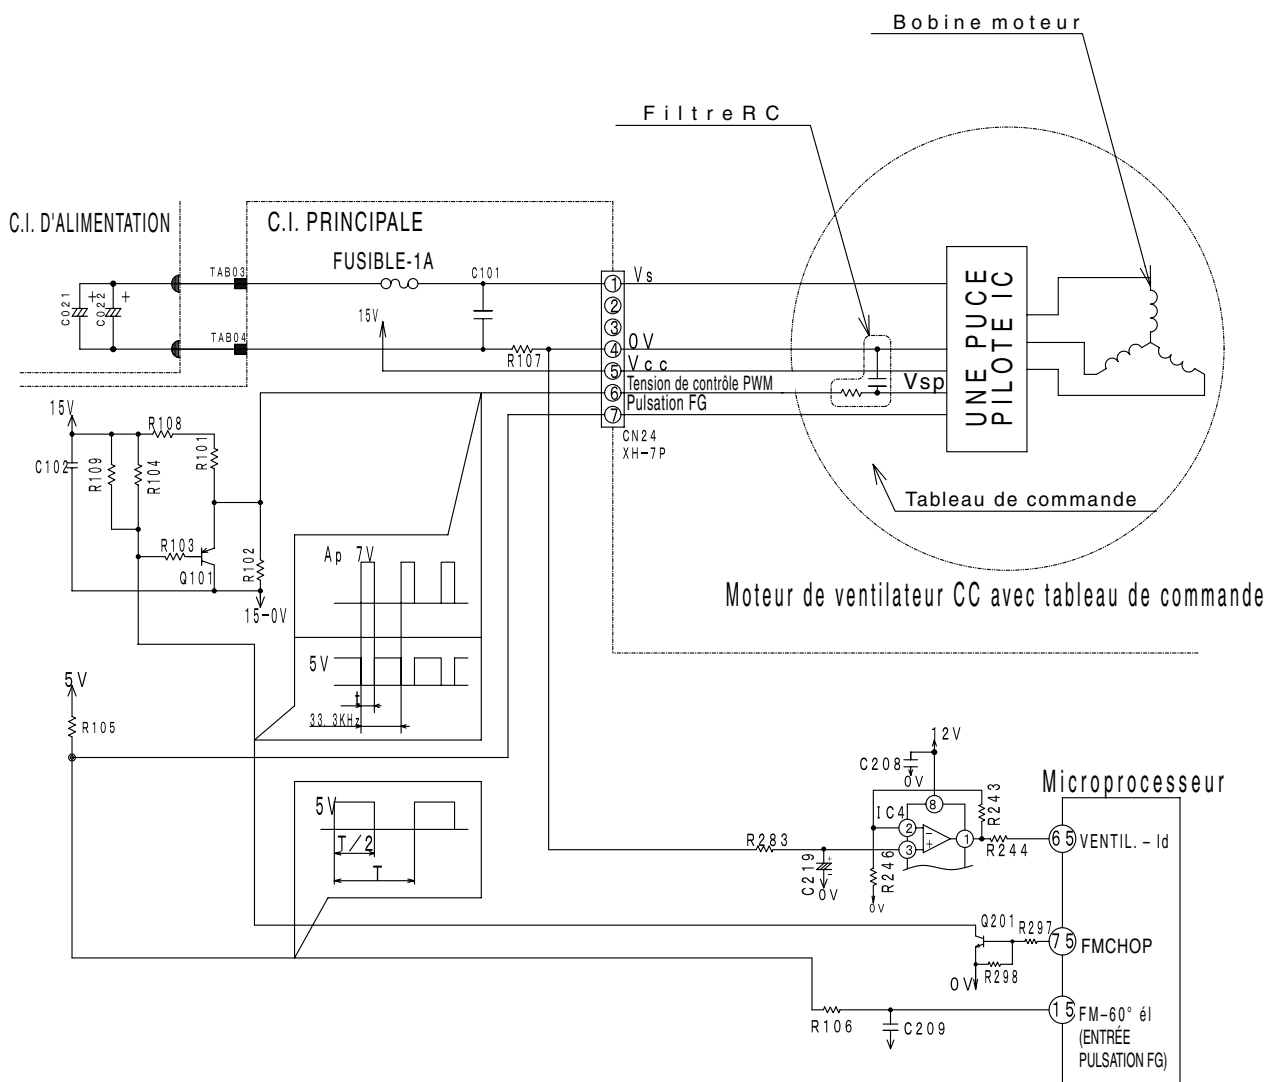 Bobine moteur
Filtre RC
C.I. D'ALIMENTATION
C.I. PRINCIPALE
FUSIBLE-1A
TAB03
C101
C021
C022
TAB04
15V
R107
1
2
3
4
5
6
7
Vs
0V
Vcc
Tension de contrôle PWM
Pulsation FG
CN24
XH-7P
Vsp
UNE PUCE
PILOTE IC
Tableau de commande
Moteur de ventilateur CC avec tableau de commande
15V
R108
R101
C102
R109
R104
R103
Q101
R102
15-0V
Ap 7V
5V
t
33. 3KHz
5V
R105
5V
T/2
T
12V
C208
0V
IC4
8
2
3
1
R243
R244
R283
C219
0V
R246
0V
Microprocesseur
65 VENTIL. - Id
Q201
R297
R298
0V
75 FMCHOP
15 FM-60° él
(ENTRÉE
PULSATION FG)
R106
C209